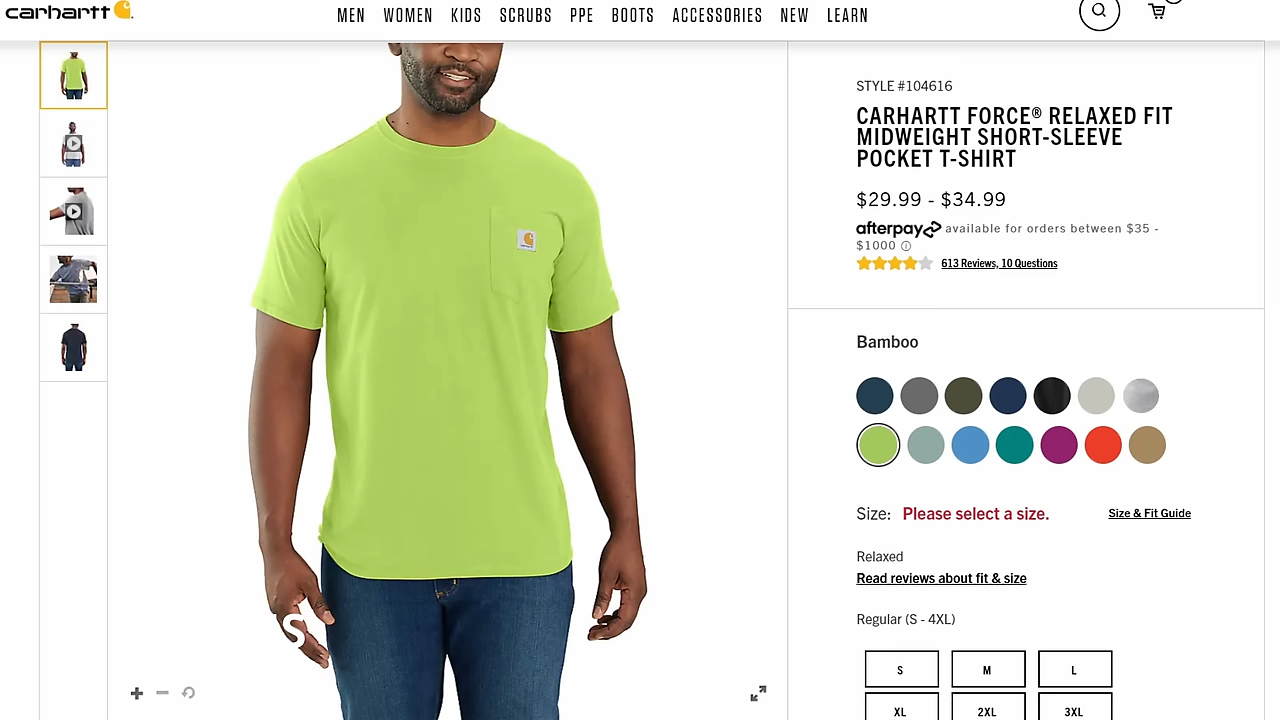 carhartt
MEN WOMEN KIDS SCRUBS PPE BOOTS ACCESSORIES NEW LEARN
STYLE #104616
CARHARTT FORCE® RELAXED FIT
MIDWEIGHT SHORT-SLEEVE
POCKET T-SHIRT
$29.99 - $34.99
afterpay available for orders between $35 -
$1000
613 Reviews, 10 Questions
Bamboo
Size: Please select a size. Size & Fit Guide
Relaxed
Read reviews about fit & size
Regular (S - 4XL)
S
S M L
XL 2XL 3XL